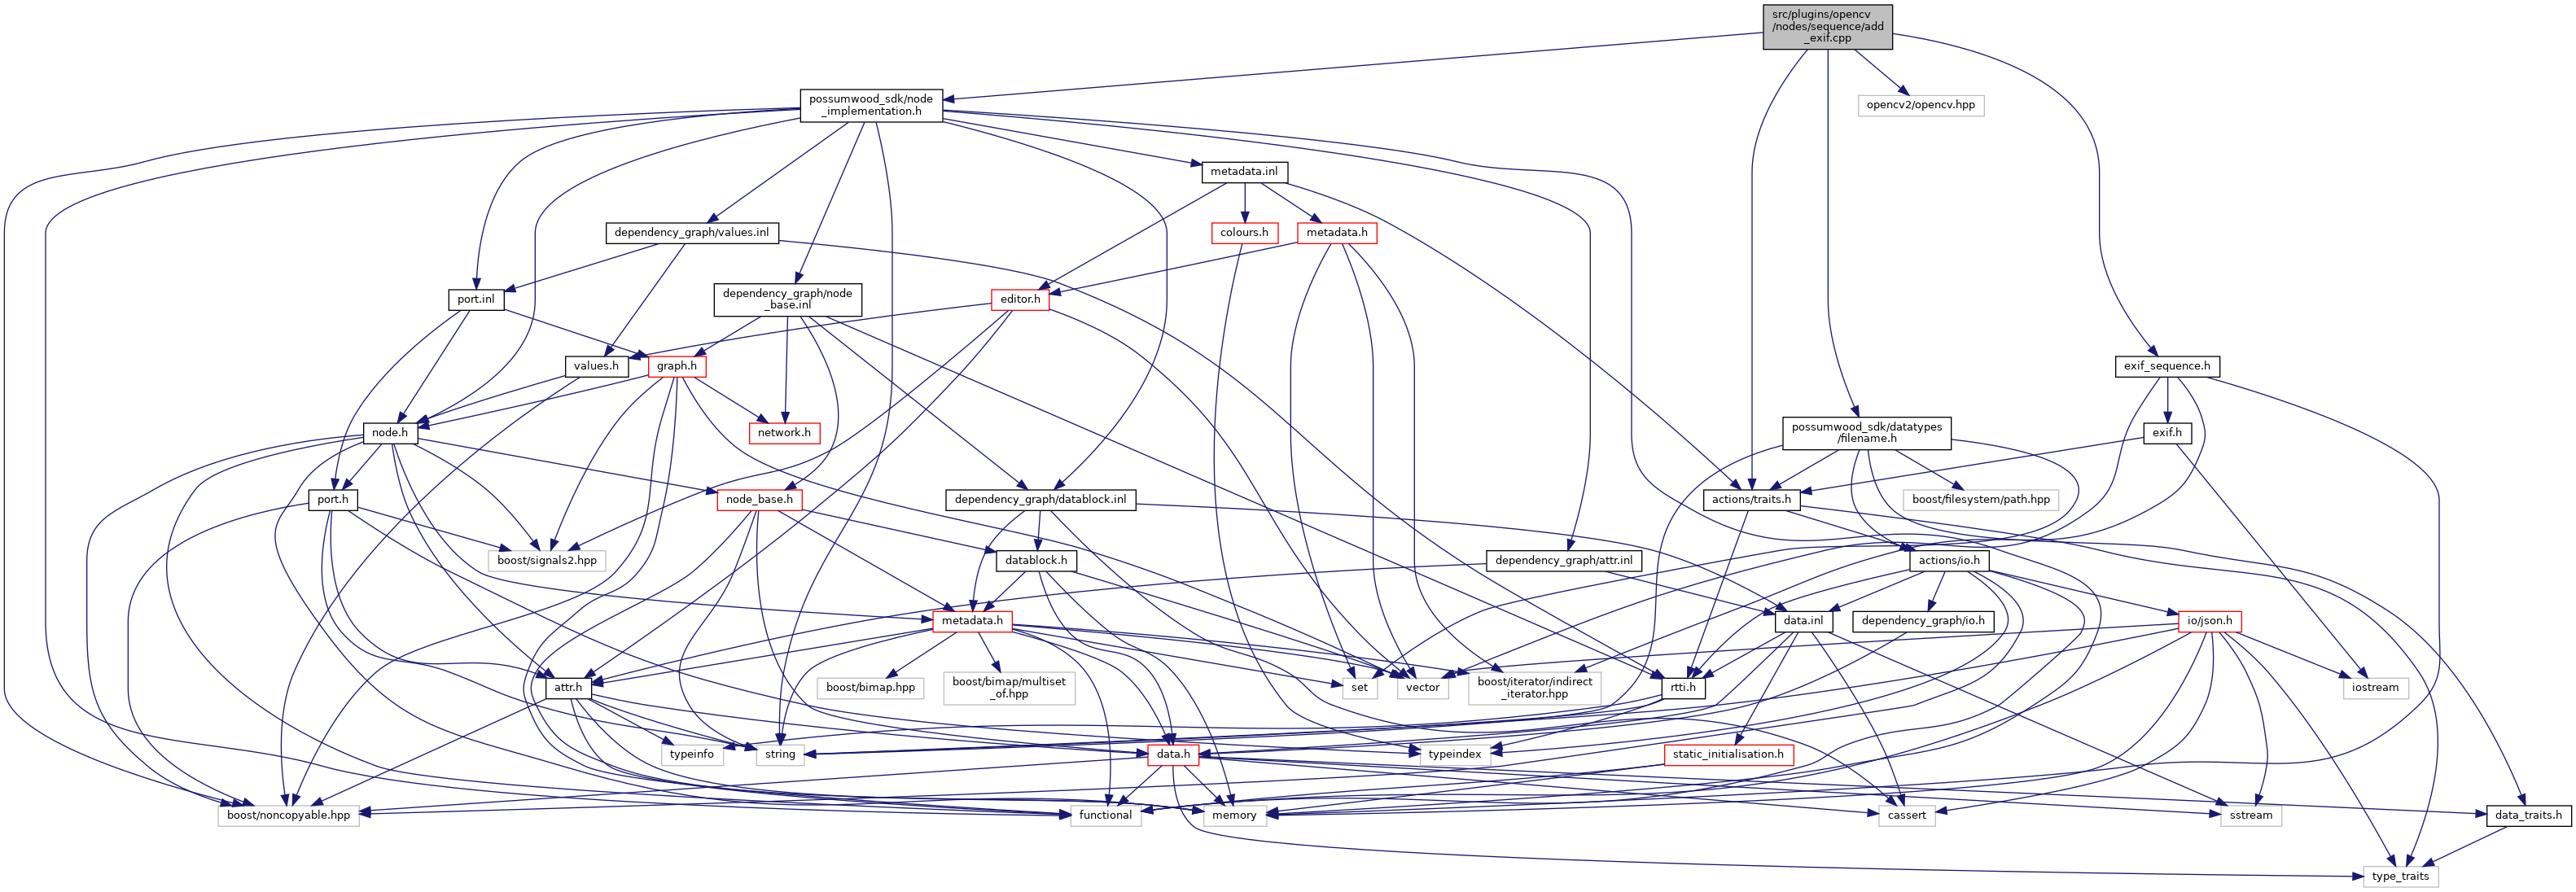 src/plugins/opencv
/nodes/sequence/add
_exif.cpp
possumwood_sdk/node
_implementation.h
opencv2/opencv.hpp
metadata.inl
dependency_graph/values.inl
colours.h
metadata.h
port.inl
dependency_graph/node
_base.inl
editor.h
values.h
graph.h
exif_sequence.h
node.h
network.h
possumwood_sdk/datatypes
/filename.h
exif.h
port.h
node_base.h
dependency_graph/datablock.inl
actions/traits.h
boost/filesystem/path.hpp
boost/signals2.hpp
datablock.h
dependency_graph/attr.inl
actions/io.h
metadata.h
data.inl
dependency_graph/io.h
io/json.h
attr.h
boost/bimap.hpp
boost/bimap/multiset
_of.hpp
set
vector
boost/iterator/indirect
_iterator.hpp
rtti.h
iostream
typeinfo
string
data.h
typeindex
static_initialisation.h
boost/noncopyable.hpp
functional
memory
cassert
sstream
data_traits.h
type_traits